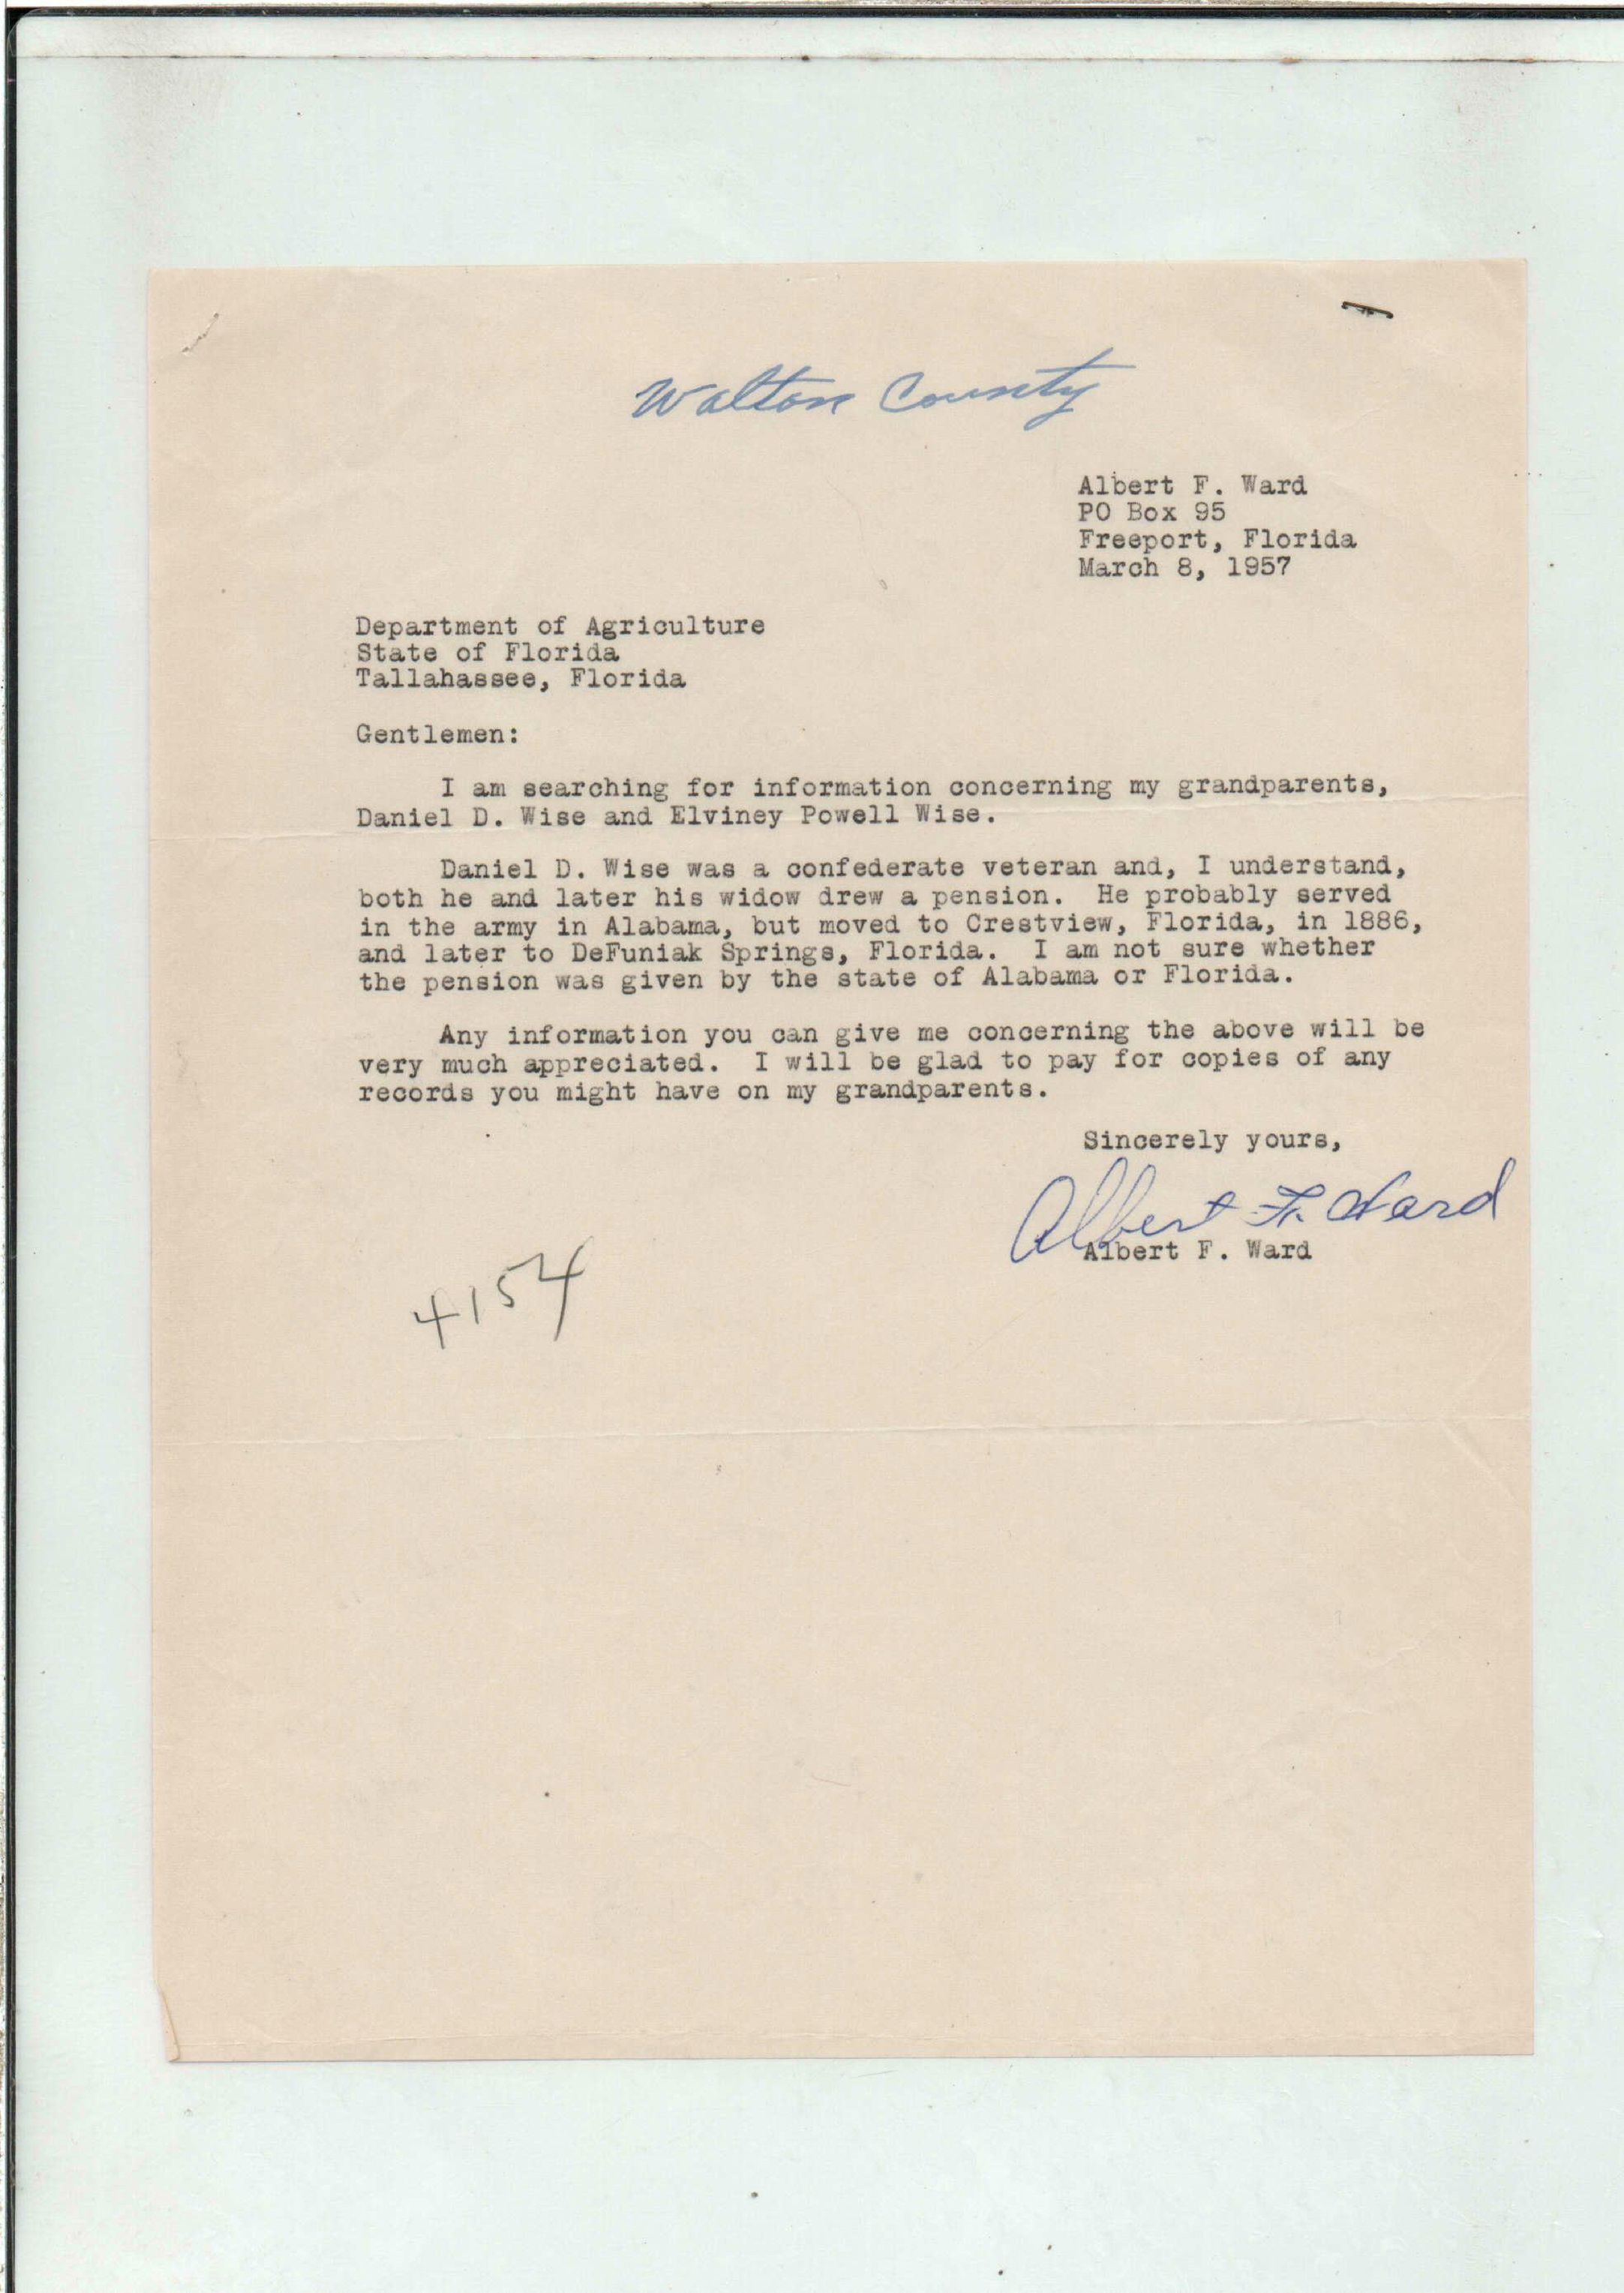 Walton County
Albert F. Ward
PO Box 95
Freeport, Florida
March 8, 1957
Department of Agriculture
State of Florida
Tallahassee, Florida
Gentlemen:
I am searching for information concerning my grandparents,
Daniel D. Wise and Elviney Powell Wise.
Daniel D. Wise was a confederate veteran and, I understand,
both he and later his widow drew a pension. He probably served
in the army in Alabama, but moved to Crestview, Florida, in 1886,
and later to DeFuniak Springs, Florida. I am not sure whether
the pension was given by the state of Alabama or Florida.
Any information you can give me concerning the above will be
very much appreciated. I will be glad to pay for copies of any
records you might have on my grandparents.
Sincerely yours,
Albert F. Ward
Albert F. Ward
4154